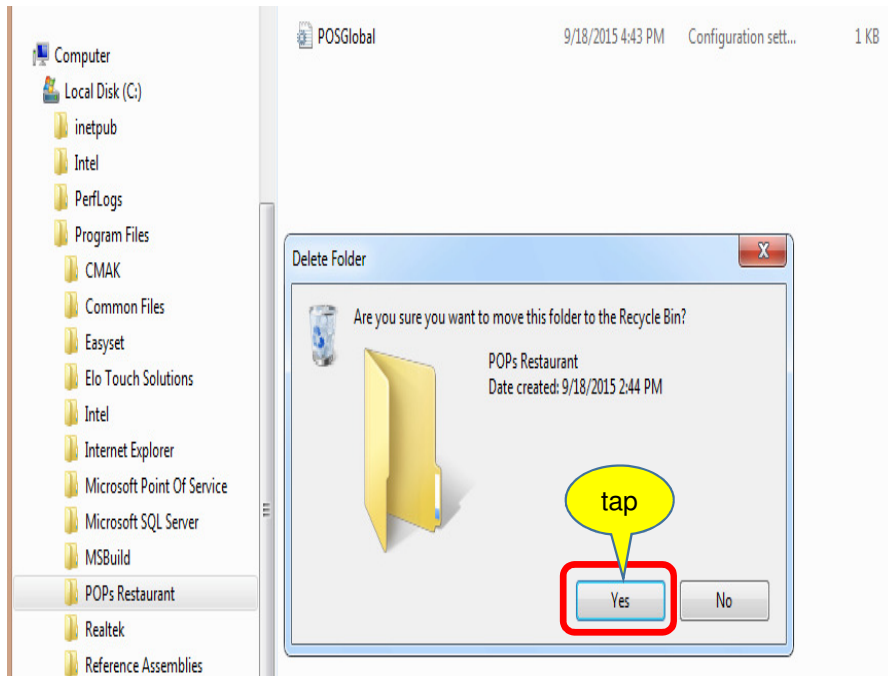 POSGlobal 9/18/2015 4:43 PM Configuration sett... 1 KB
Computer
Local Disk (C:)
inetpub
Intel
PerfLogs
Program Files
CMAK
Common Files
Easyset
Elo Touch Solutions
Intel
Internet Explorer
Microsoft Point Of Service
Microsoft SQL Server
MSBuild
POPs Restaurant
Realtek
Reference Assemblies
Delete Folder
X
Are you sure you want to move this folder to the Recycle Bin?
POPs Restaurant
Date created: 9/18/2015 2:44 PM
tap
Yes No